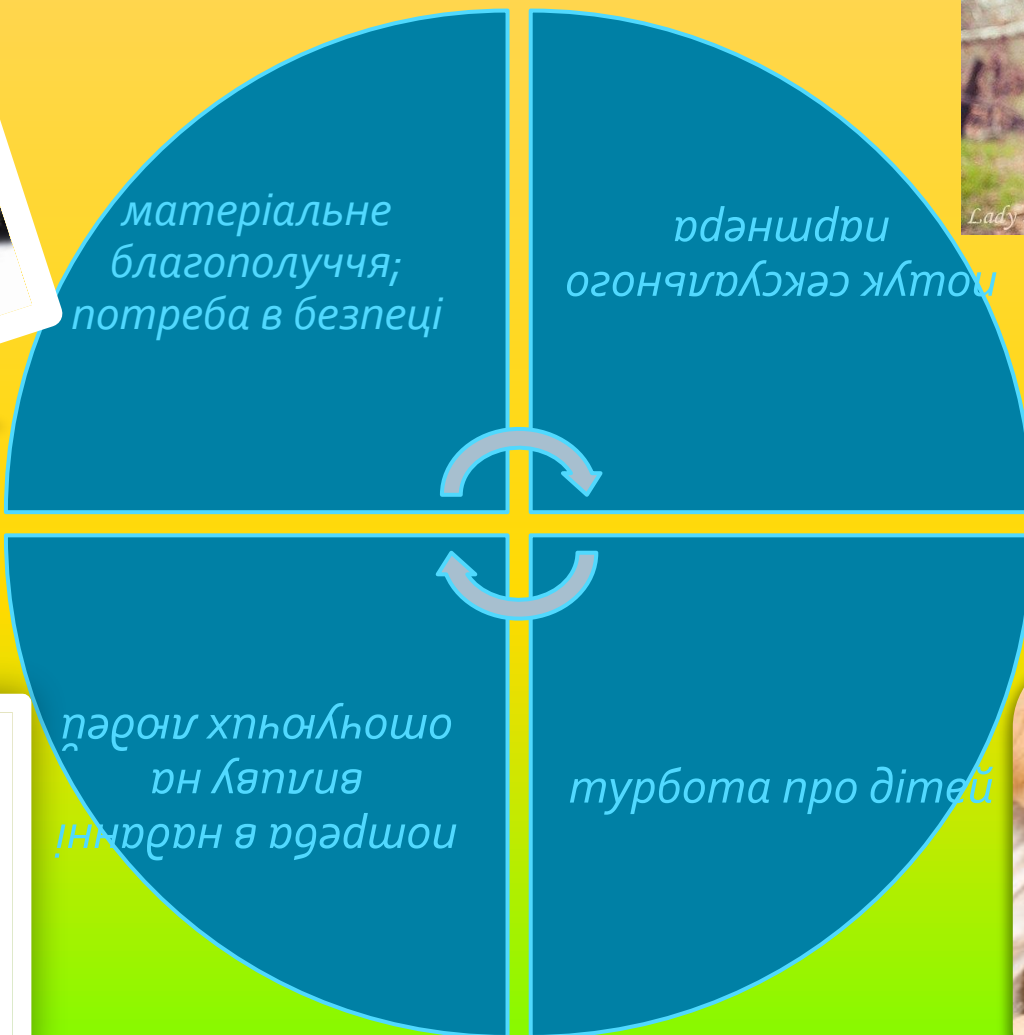 матеріальне
благополуччя;
потреба в безпеці
пошук сексуального
партнера
турбота про дітей
потреба в наданні
впливу на
оточуючих людей
Lady